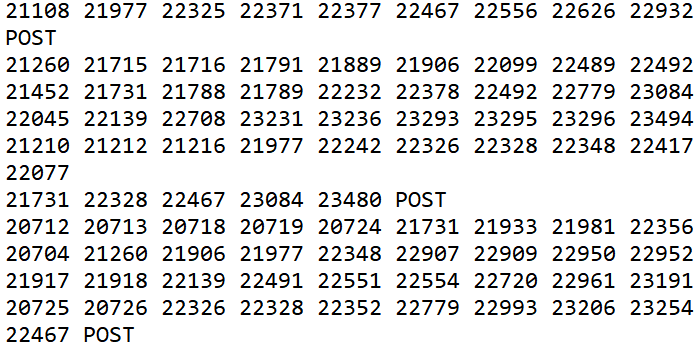 21108 21977 22325 22371 22377 22467 22556 22626 22932
POST
21260 21715 21716 21791 21889 21906 22099 22489 22492
21452 21731 21788 21789 22232 22378 22492 22779 23084
22045 22139 22708 23231 23236 23293 23295 23296 23494
21210 21212 21216 21977 22242 22326 22328 22348 22417
22077
21731 22328 22467 23084 23480 POST
20712 20713 20718 20719 20724 21731 21933 21981 22356
20704 21260 21906 21977 22348 22907 22909 22950 22952
21917 21918 22139 22491 22551 22554 22720 22961 23191
20725 20726 22326 22328 22352 22779 22993 23206 23254
22467 POST